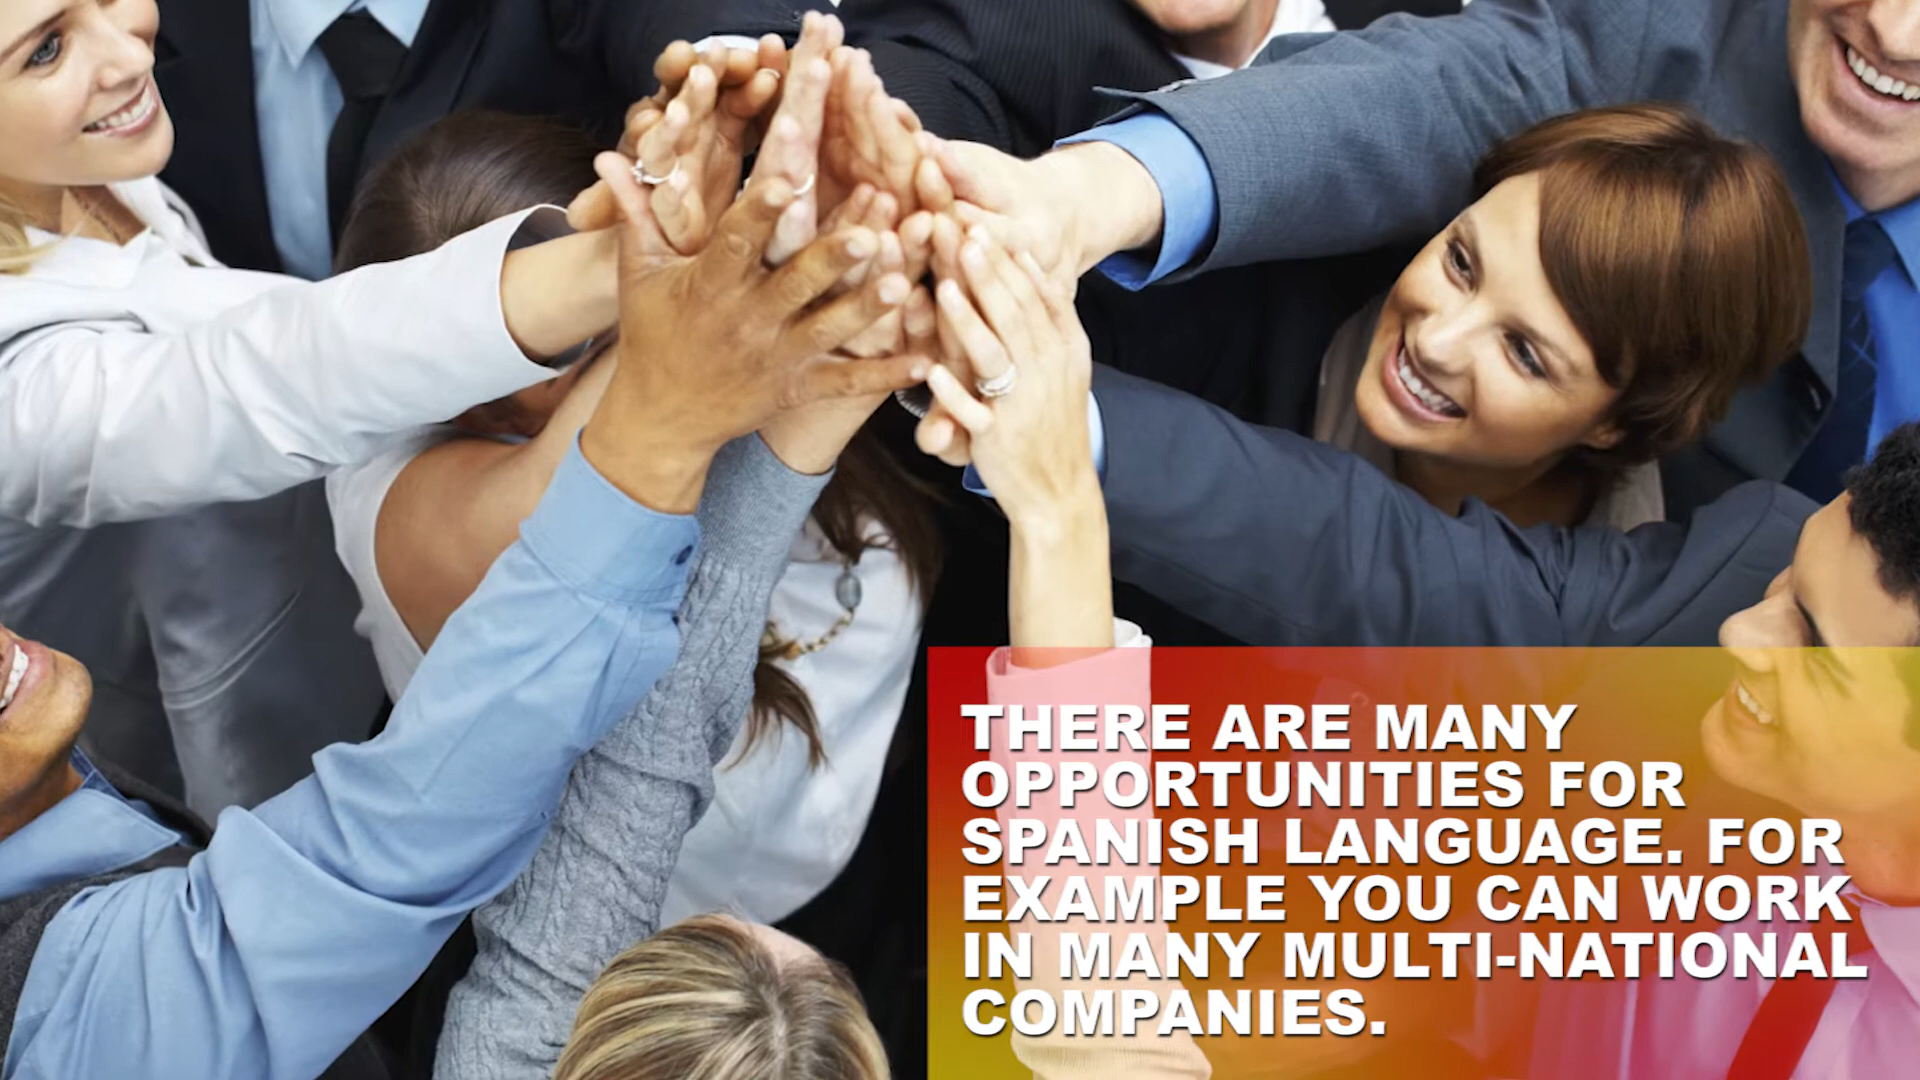 THERE ARE MANY
OPPORTUNITIES FOR
SPANISH LANGUAGE. FOR
EXAMPLE YOU CAN WORK
IN MANY MULTI-NATIONAL
COMPANIES.